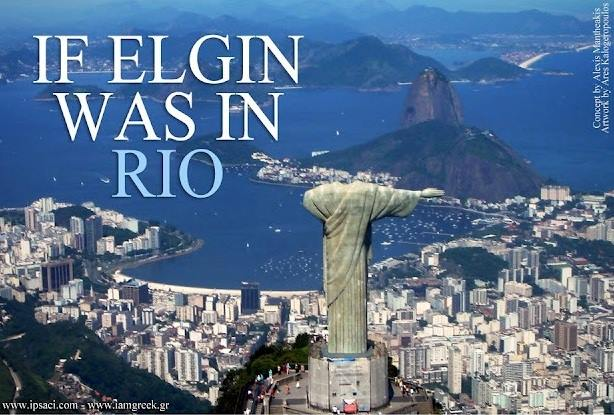 IF ELGIN
WAS IN
RIO
Concept by Alexis Mantheakis
Artwork by Ares Kalogeropoulos
www.ipsaci.com - www.iamgreek.gr